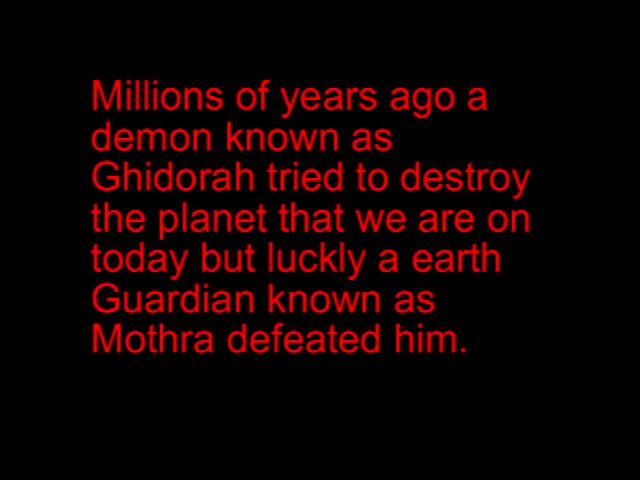 Millions of years ago a
demon known as
Ghidorah tried to destroy
the planet that we are on
today but luckly a earth
Guardian known as
Mothra defeated him.